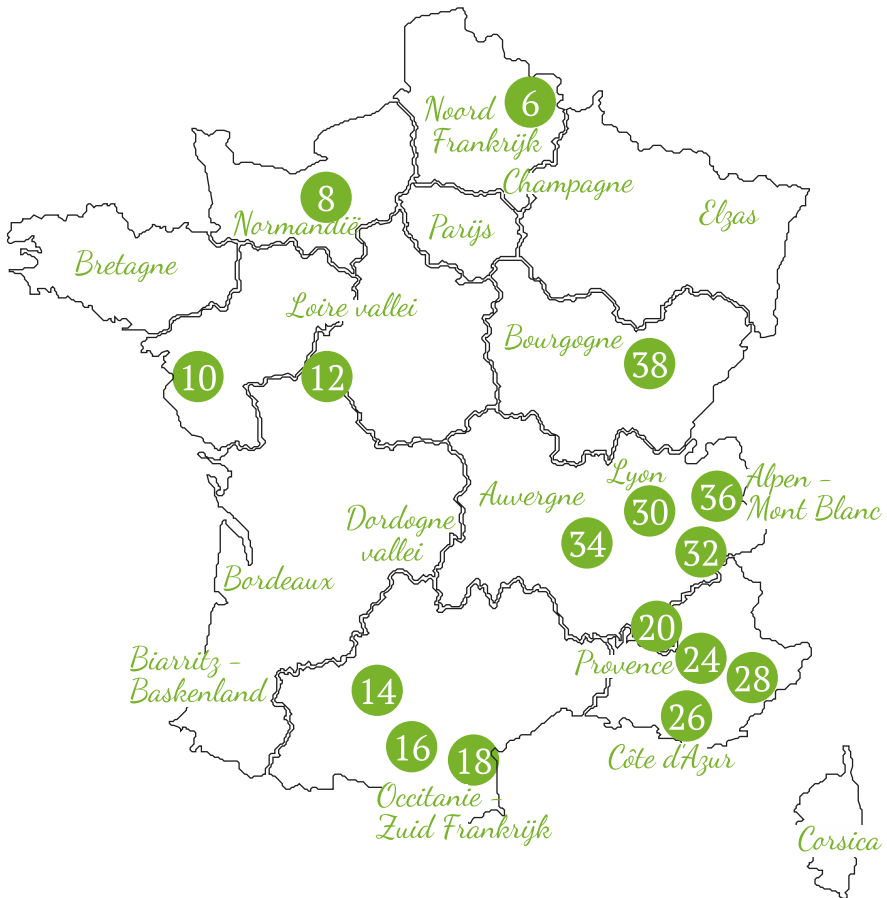 6
Noord
Frankrijk
Champagne
8
Normandië
Parijs
Elzas
Bretagne
Loire vallei
Bourgogne
10
12
38
Lyon
Auvergne
36
Alpen -
Mont Blanc
30
34
32
Dordogne
vallei
Bordeaux
20
Provence
24
28
26
Côte d'Azur
Biarritz -
Baskenland
14
16
18
Occitanie -
Zuid Frankrijk
Corsica